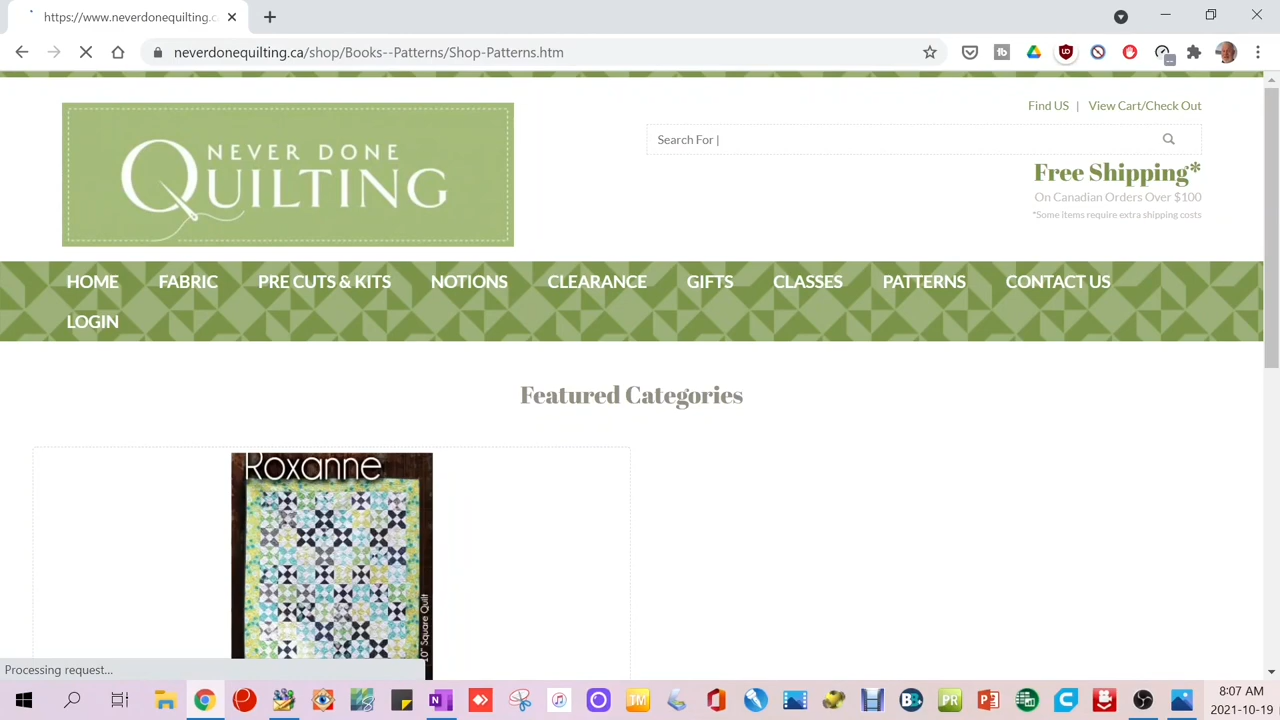 https://www.neverdonequilting.c
neverdonequilting.ca/shop/Books--Patterns/Shop-Patterns.htm
Find US | View Cart/Check Out
NEVER DONE
QUILTING
Search For |
Free Shipping*
On Canadian Orders Over $100
*Some items require extra shipping costs
HOME FABRIC PRE CUTS & KITS NOTIONS CLEARANCE GIFTS CLASSES PATTERNS CONTACT US
LOGIN
Featured Categories
Roxanne
10" Square Quilt
Processing request...
8:07 AM
2021-10-19